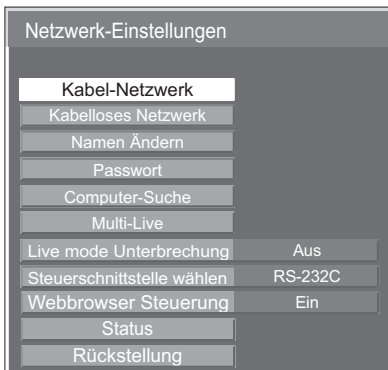 Netzwerk-Einstellungen
Kabel-Netzwerk
Kabelloses Netzwerk
Namen Ändern
Passwort
Computer-Suche
Multi-Live
Live mode Unterbrechung Aus
Steuerschnittstelle wählen RS-232C
Webbrowser Steuerung Ein
Status
Rückstellung